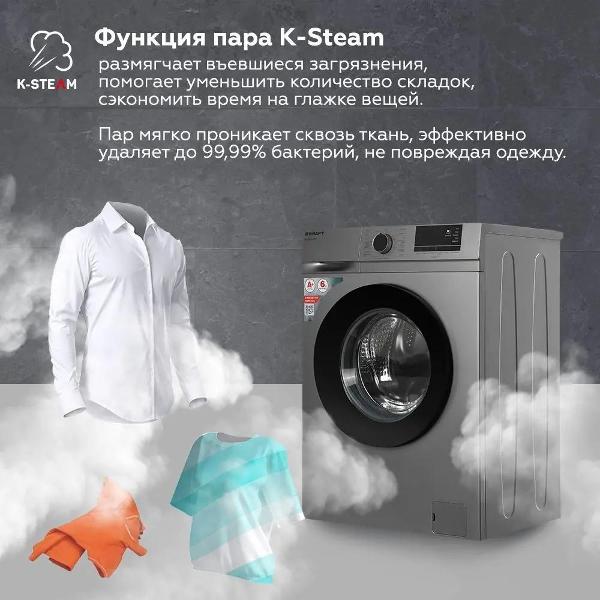 Функция пара K-Steam
K-STEAM
размягчает въевшиеся загрязнения,
помогает уменьшить количество складок,
сэкономить время на глажке вещей.
Пар мягко проникает сквозь ткань, эффективно
удаляет до 99,99% бактерий, не повреждая одежду.
KRAFT